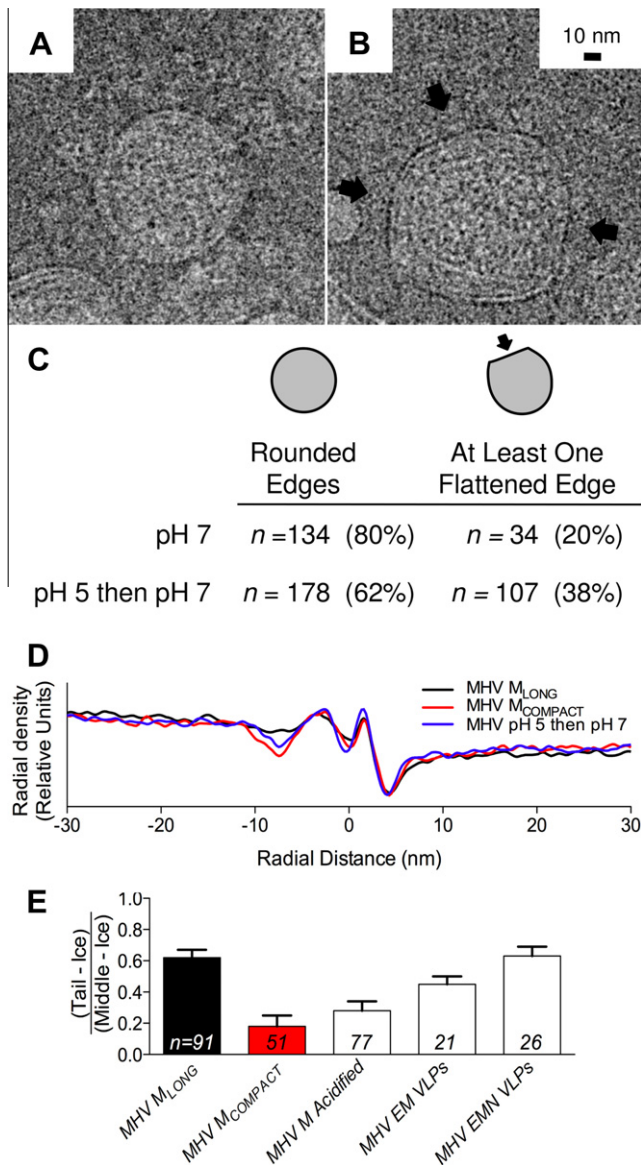 A
B
10 nm
C
Rounded Edges
At Least One Flattened Edge
pH 7 n =134 (80%) n = 34 (20%)
pH 5 then pH 7 n = 178 (62%) n = 107 (38%)
D
MHV MLONG
MHV MCOMPACT
MHV pH 5 then pH 7
Radial density
(Relative Units)
-30 -20 -10 0 10 20 30
Radial Distance (nm)
E
(Tail - Ice)
(Middle - Ice)
1.0
0.8
0.6
0.4
0.2
0.0
n=91 51 77 21 26
MHV MLONG
MHV MCOMPACT
MHV M Acidified
MHV EM VLPs
MHV EMN VLPs